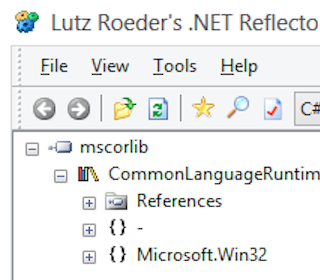 Lutz Roeder's .NET Reflecto
File View Tools Help
C#
mscorlib
CommonLanguageRuntim
References
{} -
{} Microsoft.Win32